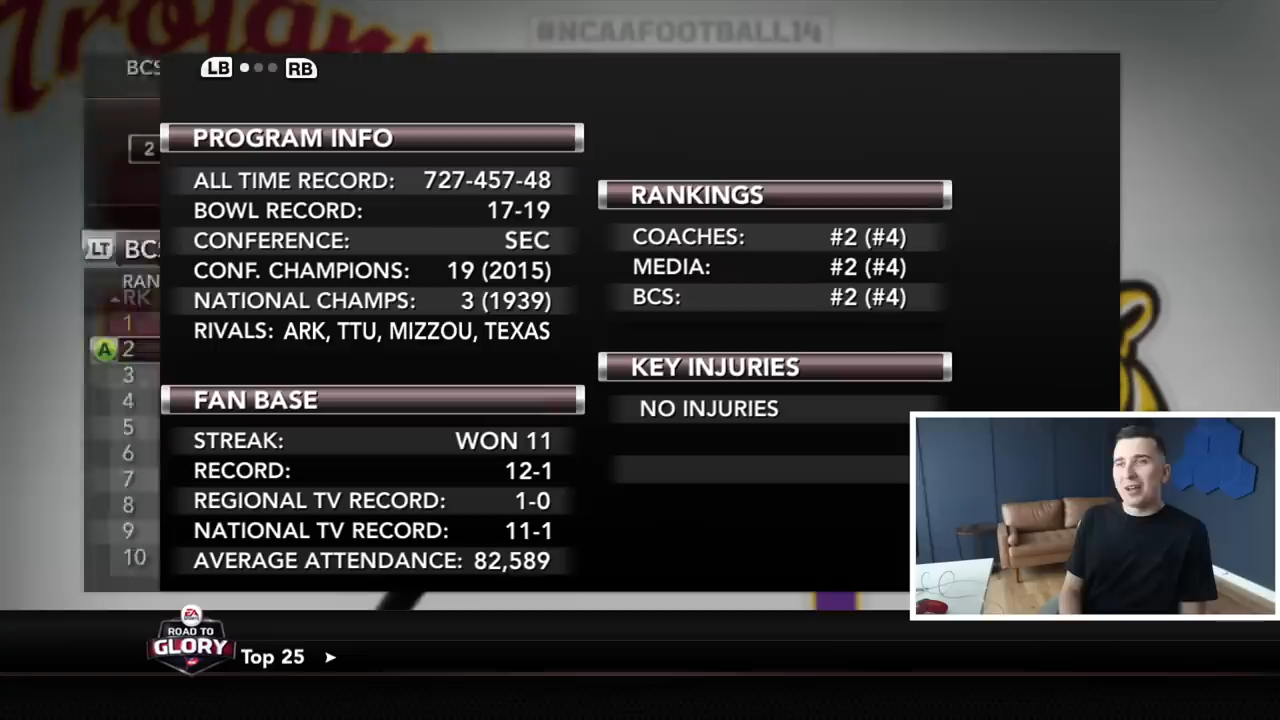 Trojans
#NCAAFOOTBALL14
BCS
LB RB
2
PROGRAM INFO
ALL TIME RECORD: 727-457-48
BOWL RECORD: 17-19
CONFERENCE: SEC
CONF. CHAMPIONS: 19 (2015)
NATIONAL CHAMPS: 3 (1939)
RIVALS: ARK, TTU, MIZZOU, TEXAS
RANKINGS
COACHES: #2 (#4)
MEDIA: #2 (#4)
BCS: #2 (#4)
LT BCS
RAN
RK
1
A 2
3
4
5
6
7
8
9
10
FAN BASE
STREAK: WON 11
RECORD: 12-1
REGIONAL TV RECORD: 1-0
NATIONAL TV RECORD: 11-1
AVERAGE ATTENDANCE: 82,589
KEY INJURIES
NO INJURIES
EA
SPORTS
ROAD TO
GLORY
Top 25